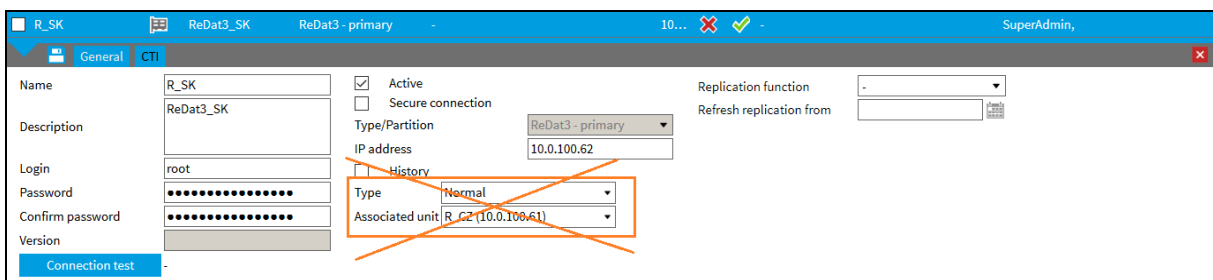 R_SK ReDat3_SK ReDat3 - primary - 10... - SuperAdmin,
General CTI
Name R_SK Active Replication function -
Secure connection Refresh replication from
Description ReDat3_SK Type/Partition ReDat3 - primary
IP address 10.0.100.62
Login root History
Password •••••••••••••••• Type Normal
Confirm password •••••••••••••••• Associated unit R_CZ (10.0.100.61)
Version
Connection test -